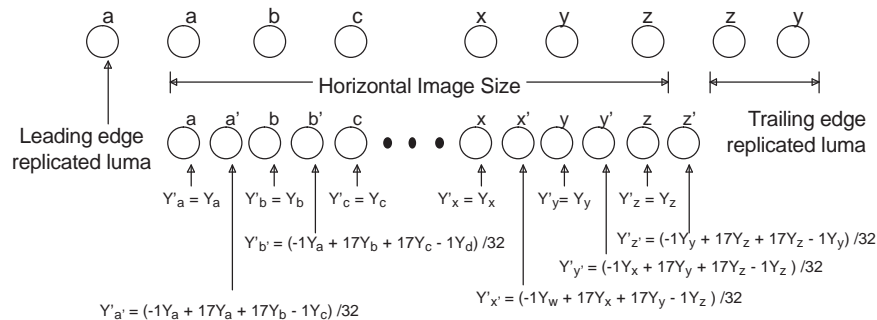 a a b c x y z z y
Horizontal Image Size
Leading edge
replicated luma
Trailing edge
replicated luma
a a’ b b’ c x x’ y y’ z z’
Y’a = Ya Y’b = Yb Y’c = Yc Y’x = Yx Y’y= Yy Y’z = Yz
Y’b’ = (-1Ya + 17Yb + 17Yc - 1Yd) /32
Y’z’ = (-1Yy + 17Yz + 17Yz - 1Yy) /32
Y’y’ = (-1Yx + 17Yy + 17Yz - 1Yz ) /32
Y’a’ = (-1Ya + 17Ya + 17Yb - 1Yc) /32
Y’x’ = (-1Yw + 17Yx + 17Yy - 1Yz ) /32